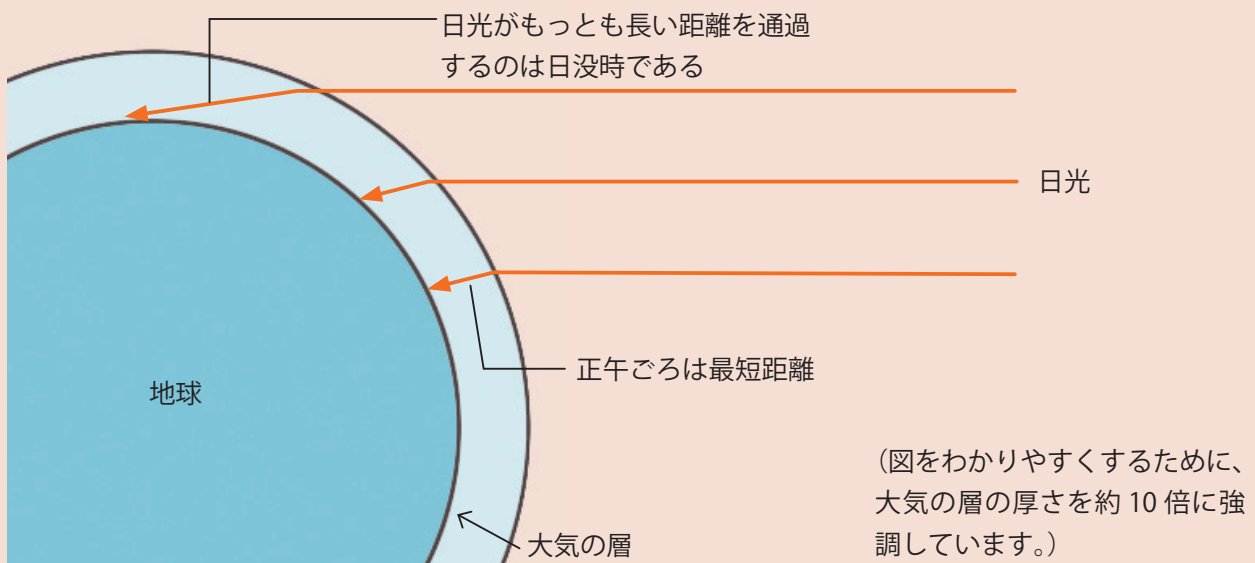 日光がもっとも長い距離を通過
するのは日没時である
日光
正午ごろは最短距離
地球
(図をわかりやすくするために、
大気の層の厚さを約 10 倍に強
調しています。)
大気の層